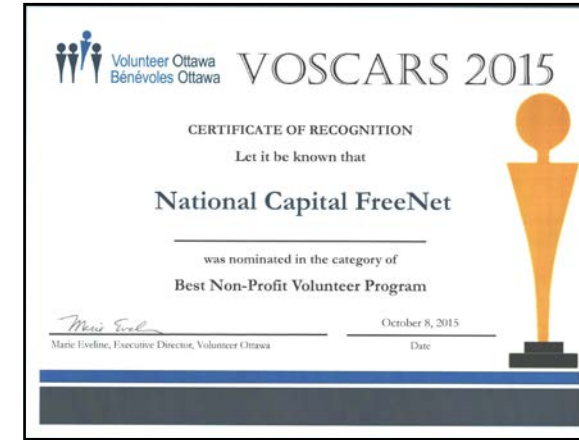 Volunteer Ottawa
Bénévoles Ottawa
VOSCARS 2015
CERTIFICATE OF RECOGNITION
Let it be known that
National Capital FreeNet
was nominated in the category of
Best Non-Profit Volunteer Program
Marie Eveline
October 8, 2015
Marie Eveline, Executive Director, Volunteer Ottawa
Date